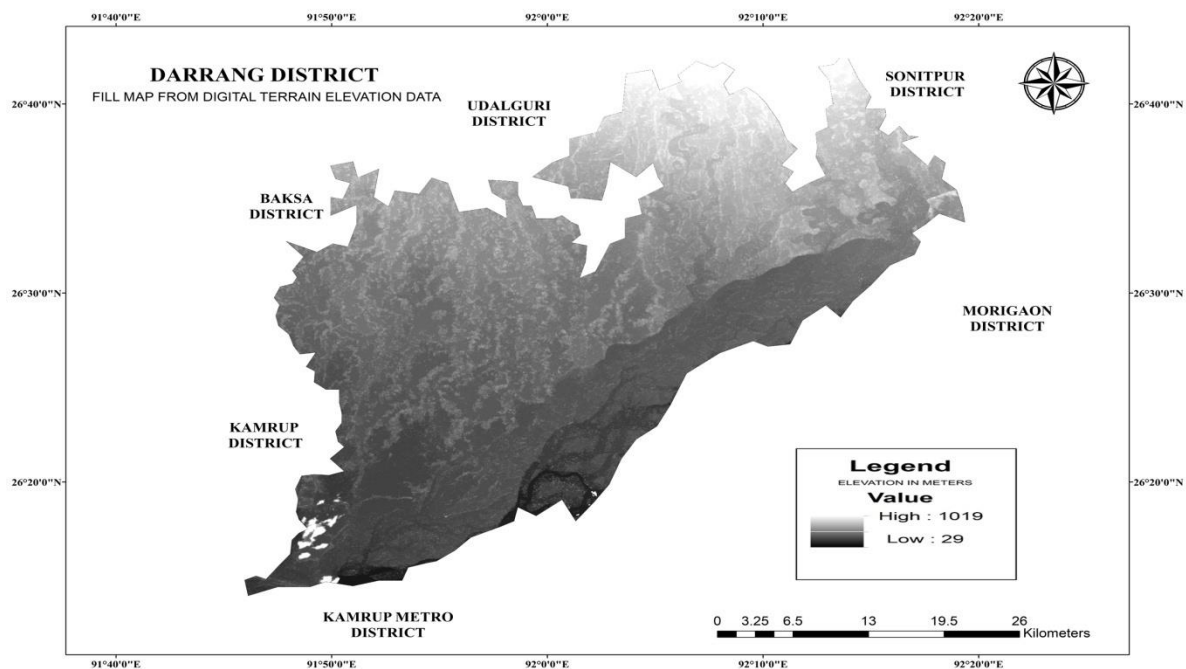 91°40'0"E 91°50'0"E 92°0'0"E 92°10'0"E 92°20'0"E
DARRANG DISTRICT
FILL MAP FROM DIGITAL TERRAIN ELEVATION DATA
UDALGURI
DISTRICT
SONITPUR
DISTRICT
26°40'0"N 26°40'0"N
BAKSA
DISTRICT
26°30'0"N 26°30'0"N
MORIGAON
DISTRICT
KAMRUP
DISTRICT
26°20'0"N 26°20'0"N
Legend
ELEVATION IN METERS
Value
High : 1019
Low : 29
KAMRUP METRO
DISTRICT
0 3.25 6.5 13 19.5 26
Kilometers
91°40'0"E 91°50'0"E 92°0'0"E 92°10'0"E 92°20'0"E